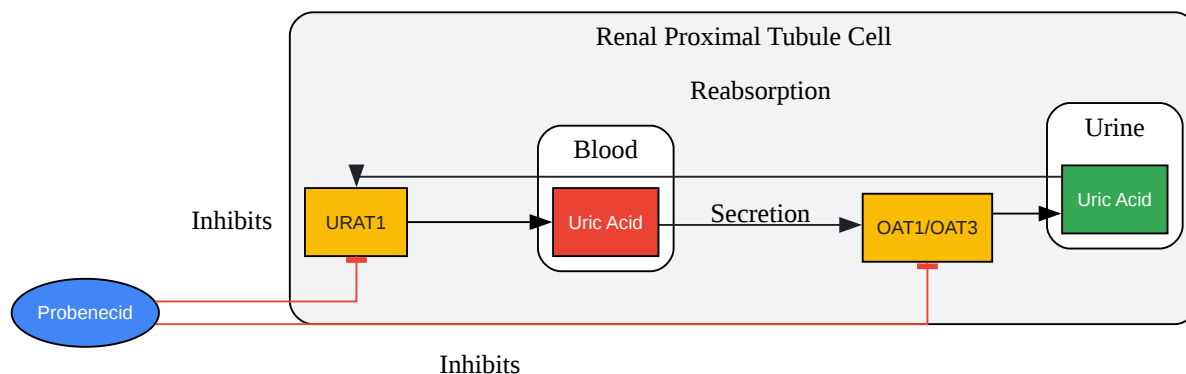 Renal Proximal Tubule Cell
Reabsorption
Urine
Blood
Uric Acid
Inhibits
URAT1
Uric Acid
Secretion
OAT1/OAT3
Probenecid
Inhibits